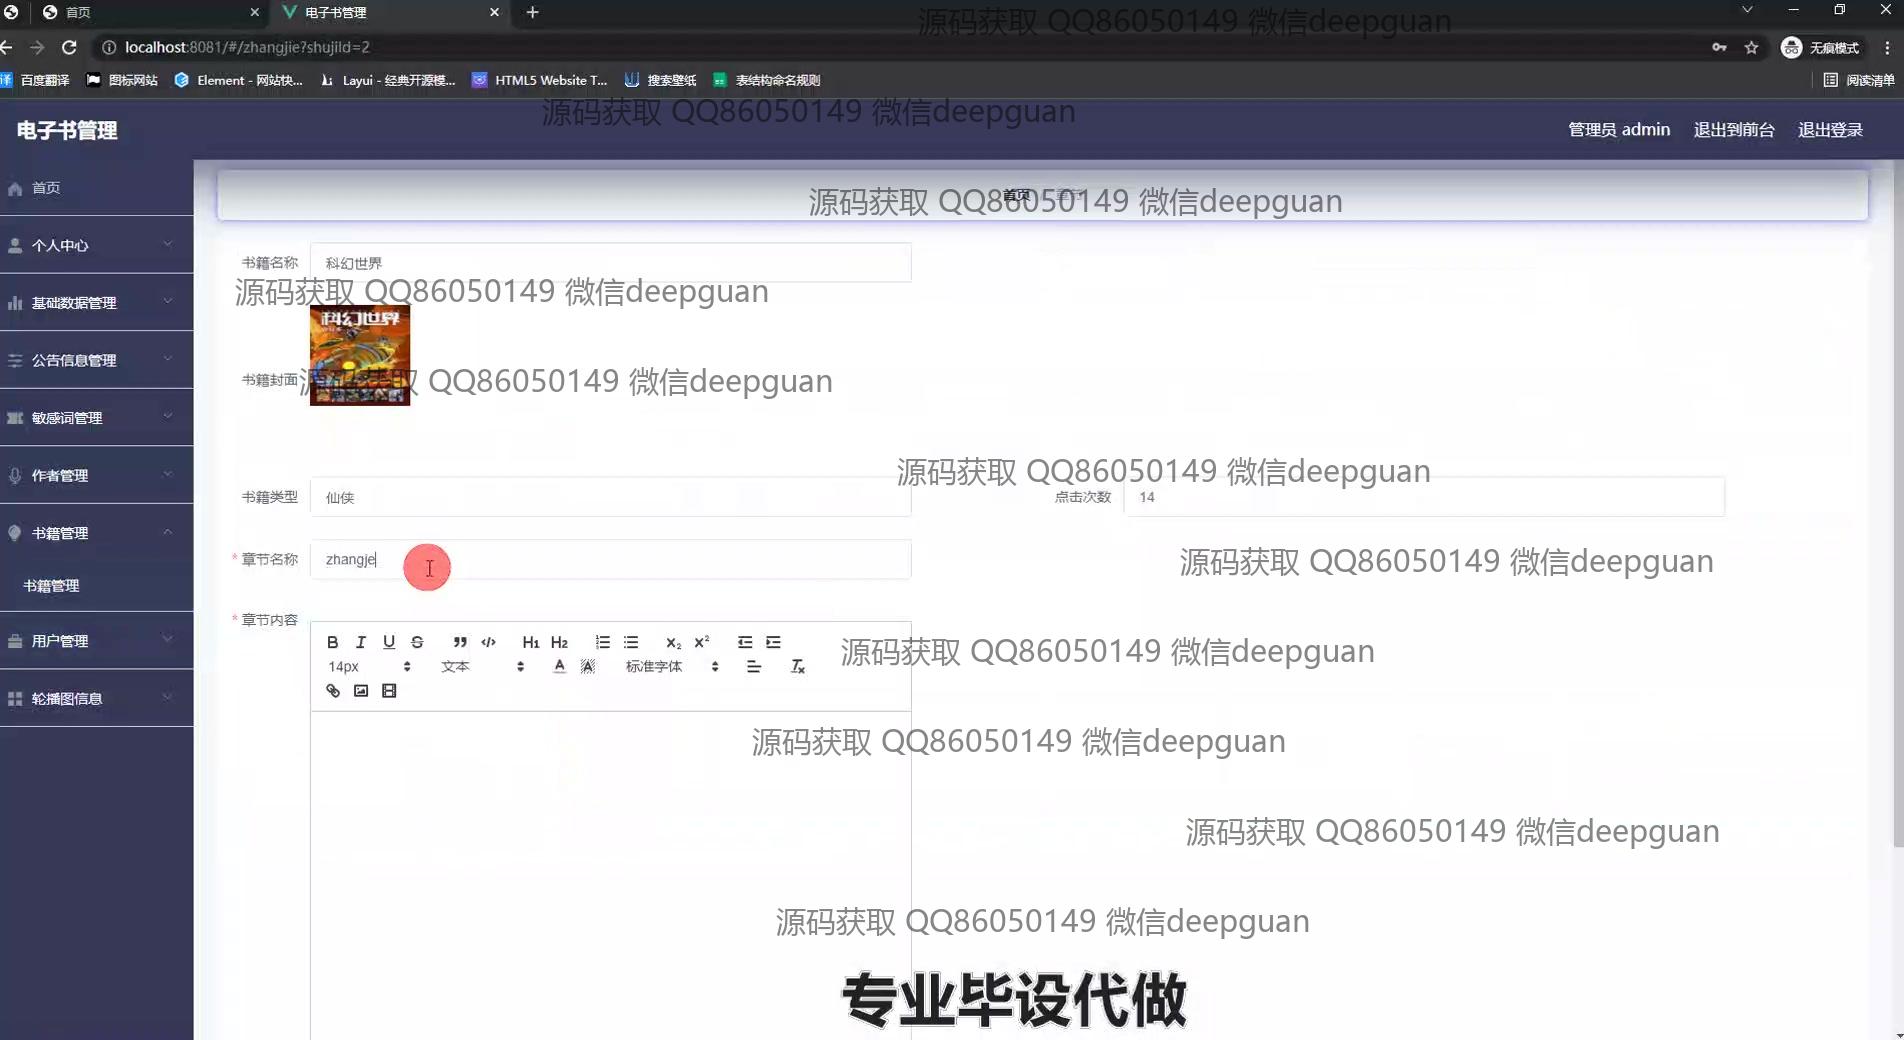 首页
电子书管理
源码获取 QQ86050149 微信deepguan
localhost:8081/#/zhangjie?shujiId=2
无痕模式
译 百度翻译
图标网站
Element - 网站快...
Layui - 经典开源模...
HTML5 Website T...
搜索壁纸
表结构命名规则
阅读清单
源码获取 QQ86050149 微信deepguan
电子书管理
管理员 admin
退出到前台
退出登录
首页
个人中心
基础数据管理
公告信息管理
敏感词管理
作者管理
书籍管理
书籍管理
用户管理
轮播图信息
首页
源码获取 QQ86050149 微信deepguan
书籍名称 科幻世界
源码获取 QQ86050149 微信deepguan
科幻世界
书籍封面
源码获取 QQ86050149 微信deepguan
源码获取 QQ86050149 微信deepguan
书籍类型 仙侠
点击次数 14
* 章节名称 zhangje
源码获取 QQ86050149 微信deepguan
* 章节内容
B I U S H1 H2 X2 X2
14px 文本 A A 标准字体 Tx
源码获取 QQ86050149 微信deepguan
源码获取 QQ86050149 微信deepguan
源码获取 QQ86050149 微信deepguan
源码获取 QQ86050149 微信deepguan
专业毕设代做